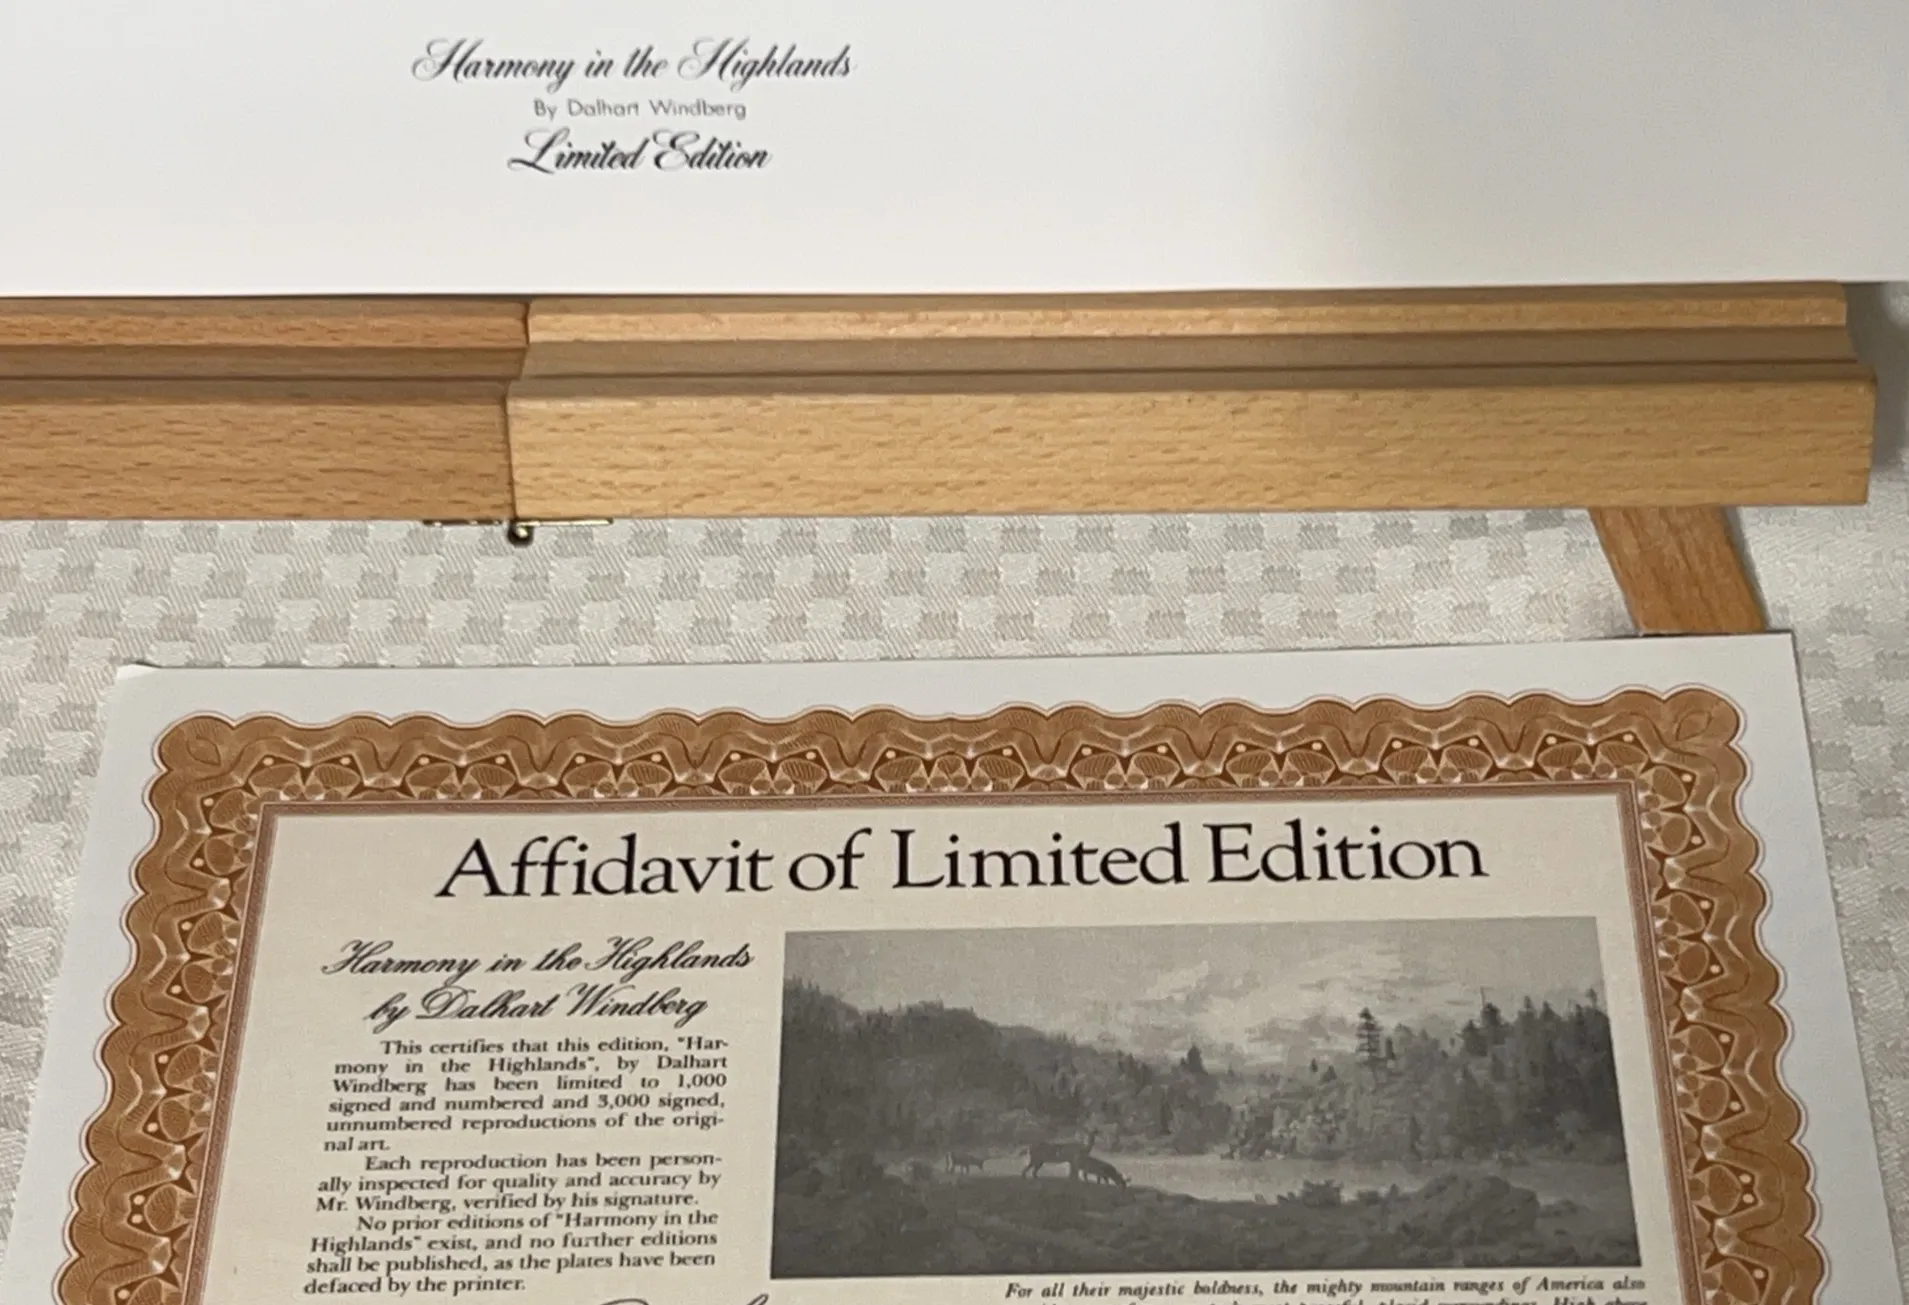 Harmony in the Highlands
By Dalhart Windberg
Limited Edition
Affidavit of Limited Edition
Harmony in the Highlands
by Dalhart Windberg
This certifies that this edition, "Har-
mony in the Highlands", by Dalhart
Windberg has been limited to 1,000
signed and numbered and 3,000 signed,
unnumbered reproductions of the origi-
nal art.
Each reproduction has been person-
ally inspected for quality and accuracy by
Mr. Windberg, verified by his signature.
No prior editions of "Harmony in the
Highlands" exist, and no further editions
shall be published, as the plates have been
defaced by the printer.
For all their majestic boldness, the mighty mountain ranges of America also